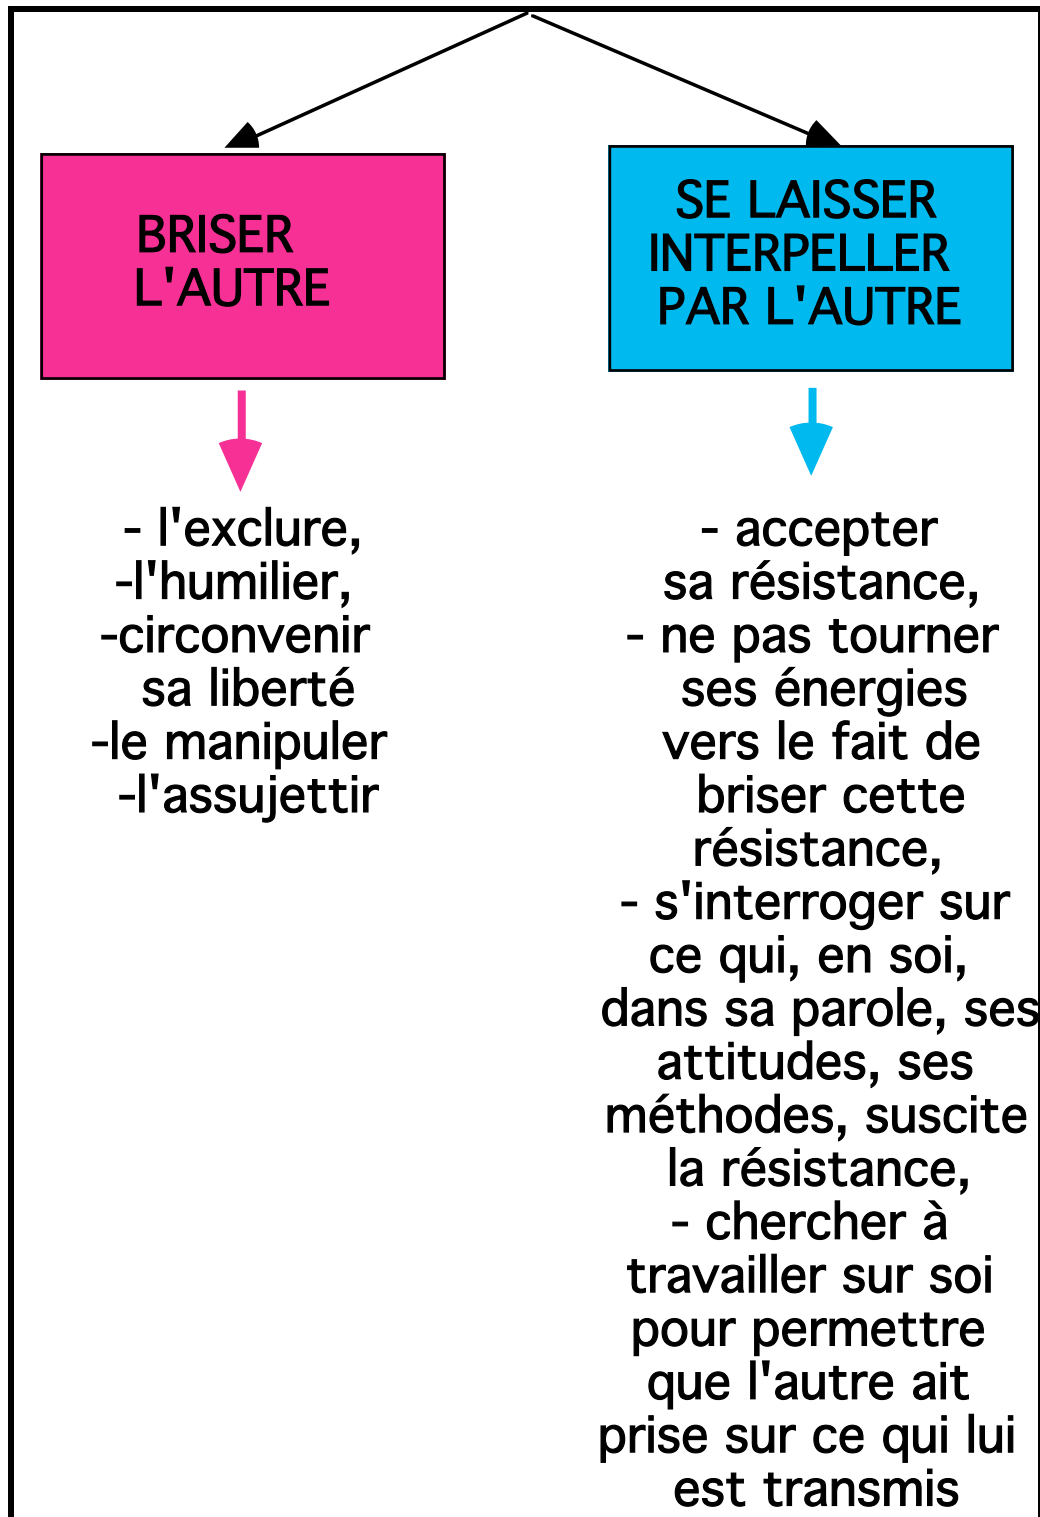 BRISER
L'AUTRE
- l'exclure,
-l'humilier,
-circonvenir
sa liberté
-le manipuler
-l'assujettir
SE LAISSER
INTERPELLER
PAR L'AUTRE
- accepter
sa résistance,
- ne pas tourner
ses énergies
vers le fait de
briser cette
résistance,
- s'interroger sur
ce qui, en soi,
dans sa parole, ses
attitudes, ses
méthodes, suscite
la résistance,
- chercher à
travailler sur soi
pour permettre
que l'autre ait
prise sur ce qui lui
est transmis